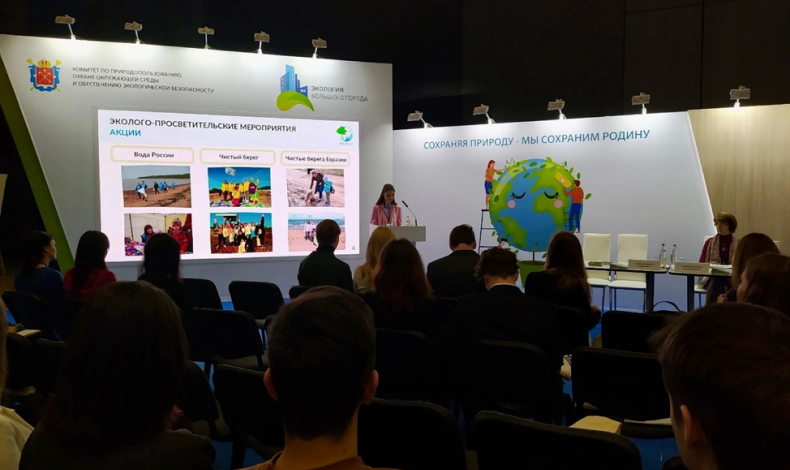 КОМИТЕТ ПО ПРИРОДОПОЛЬЗОВАНИЮ,
ОХРАНЕ ОКРУЖАЮЩЕЙ СРЕДЫ
И ОБЕСПЕЧЕНИЮ ЭКОЛОГИЧЕСКОЙ БЕЗОПАСНОСТИ
ЭКОЛОГИЯ
БОЛЬШОГО ГОРОДА
ЭКОЛОГО-ПРОСВЕТИТЕЛЬСКИЕ МЕРОПРИЯТИЯ
АКЦИИ
Вода России
Чистый берег
Чистые берега Евразии
СОХРАНЯЯ ПРИРОДУ - МЫ СОХРАНИМ РОДИНУ